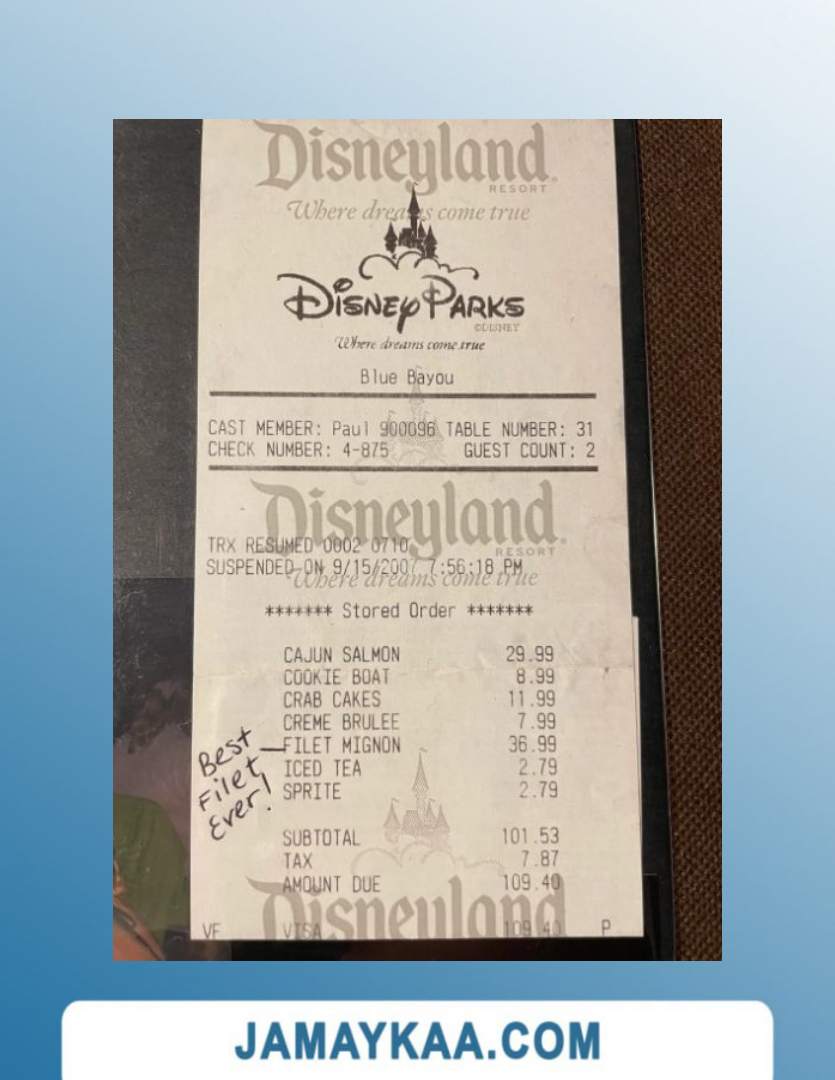 Disneyland
RESORT
Where dreams come true
DISNEY PARKS
©DISNEY
Where dreams come true
Blue Bayou
CAST MEMBER: Paul 900096 TABLE NUMBER: 31
CHECK NUMBER: 4-875 GUEST COUNT: 2
Disneyland
RESORT
TRX RESUMED 0002 0710
SUSPENDED ON 9/15/2007 7:56:18 PM
Where dreams come true
******* Stored Order *******
CAJUN SALMON 29.99
COOKIE BOAT 8.99
CRAB CAKES 11.99
CREME BRULEE 7.99
FILET MIGNON 36.99
ICED TEA 2.79
SPRITE 2.79
Best
Filet
Ever!
SUBTOTAL 101.53
TAX 7.87
AMOUNT DUE 109.40
Disneyland
VF VISA 109.40 P
JAMAYKAA.COM